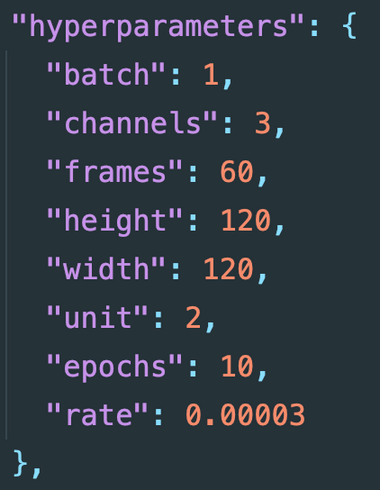 "hyperparameters": {
"batch": 1,
"channels": 3,
"frames": 60,
"height": 120,
"width": 120,
"unit": 2,
"epochs": 10,
"rate": 0.00003
},